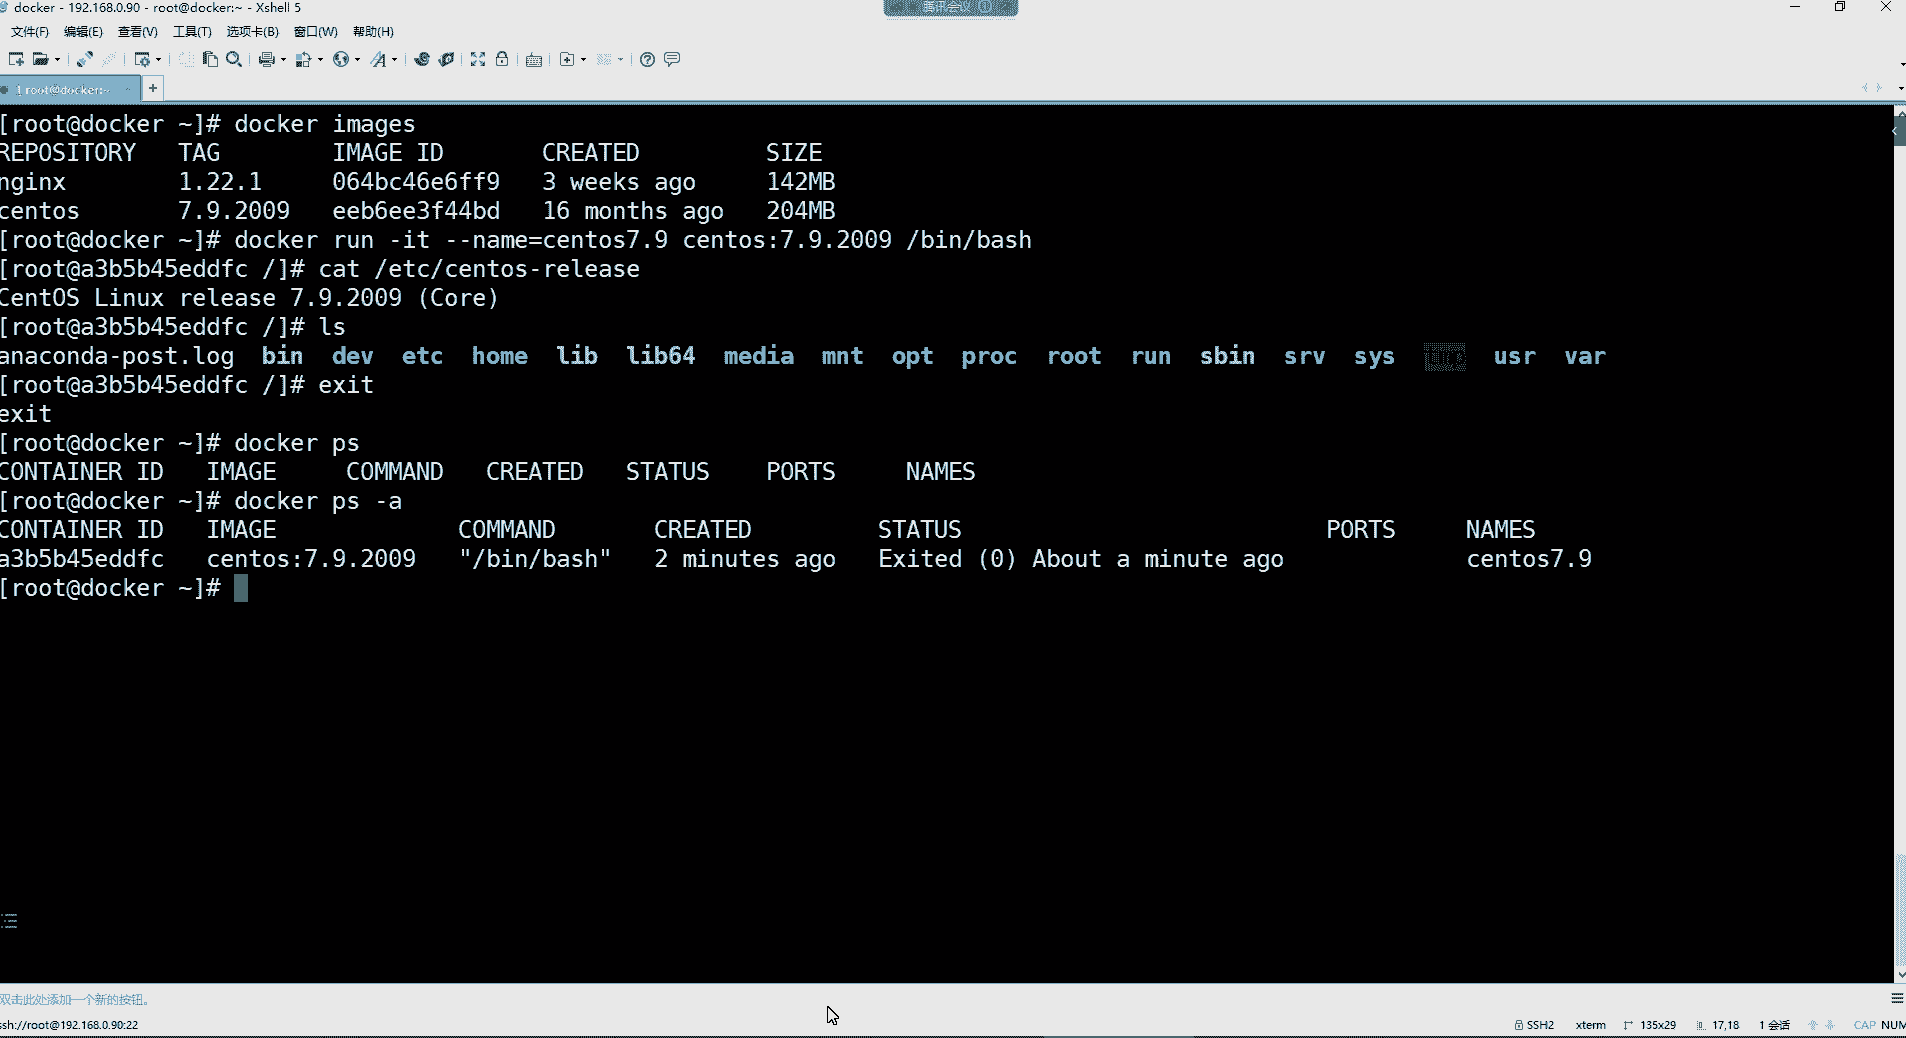 docker - 192.168.0.90 - root@docker:~ - Xshell 5
腾讯会议
文件(F) 编辑(E) 查看(V) 工具(T) 选项卡(B) 窗口(W) 帮助(H)
1 root@docker:~ +
[root@docker ~]# docker images
REPOSITORY TAG IMAGE ID CREATED SIZE
nginx 1.22.1 064bc46e6ff9 3 weeks ago 142MB
centos 7.9.2009 eeb6ee3f44bd 16 months ago 204MB
[root@docker ~]# docker run -it --name=centos7.9 centos:7.9.2009 /bin/bash
[root@a3b5b45eddfc /]# cat /etc/centos-release
CentOS Linux release 7.9.2009 (Core)
[root@a3b5b45eddfc /]# ls
anaconda-post.log bin dev etc home lib lib64 media mnt opt proc root run sbin srv sys usr var
[root@a3b5b45eddfc /]# exit
exit
[root@docker ~]# docker ps
CONTAINER ID IMAGE COMMAND CREATED STATUS PORTS NAMES
[root@docker ~]# docker ps -a
CONTAINER ID IMAGE COMMAND CREATED STATUS PORTS NAMES
a3b5b45eddfc centos:7.9.2009 "/bin/bash" 2 minutes ago Exited (0) About a minute ago centos7.9
[root@docker ~]#
双击此处添加一个新的按钮。
ssh://root@192.168.0.90:22 SSH2 xterm 135x29 17,18 1 会话 CAP NUM